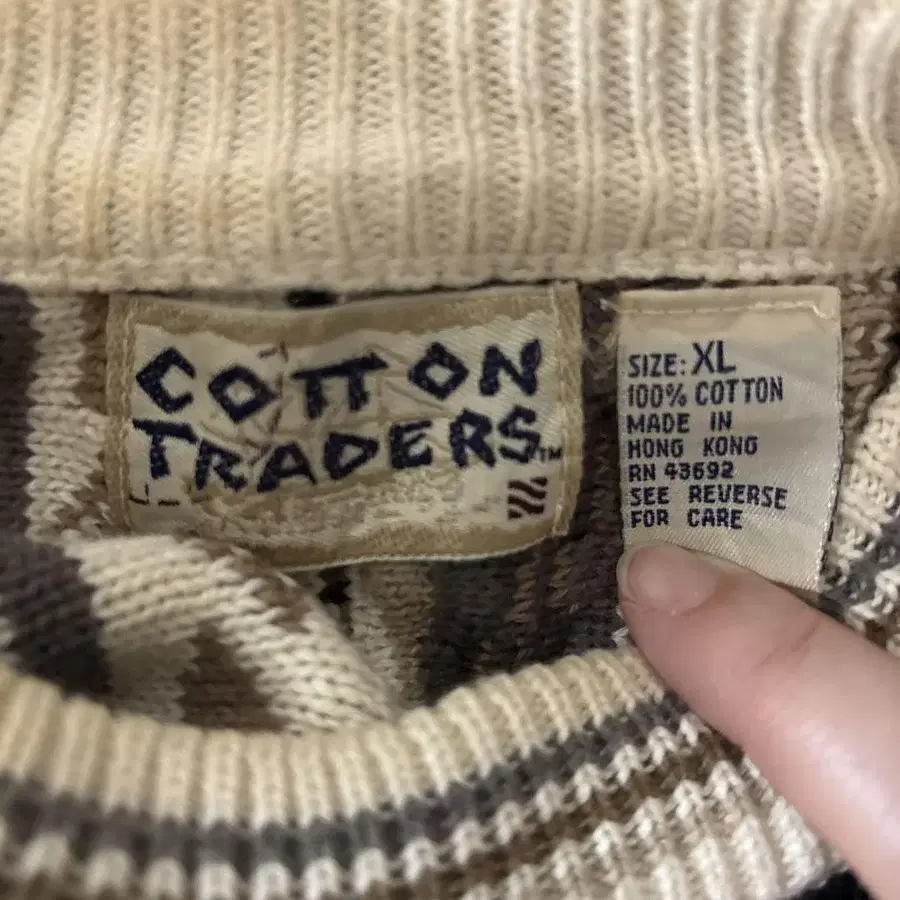 COTTON
TRADERS™
SIZE: XL
100% COTTON
MADE IN
HONG KONG
RN 43692
SEE REVERSE
FOR CARE